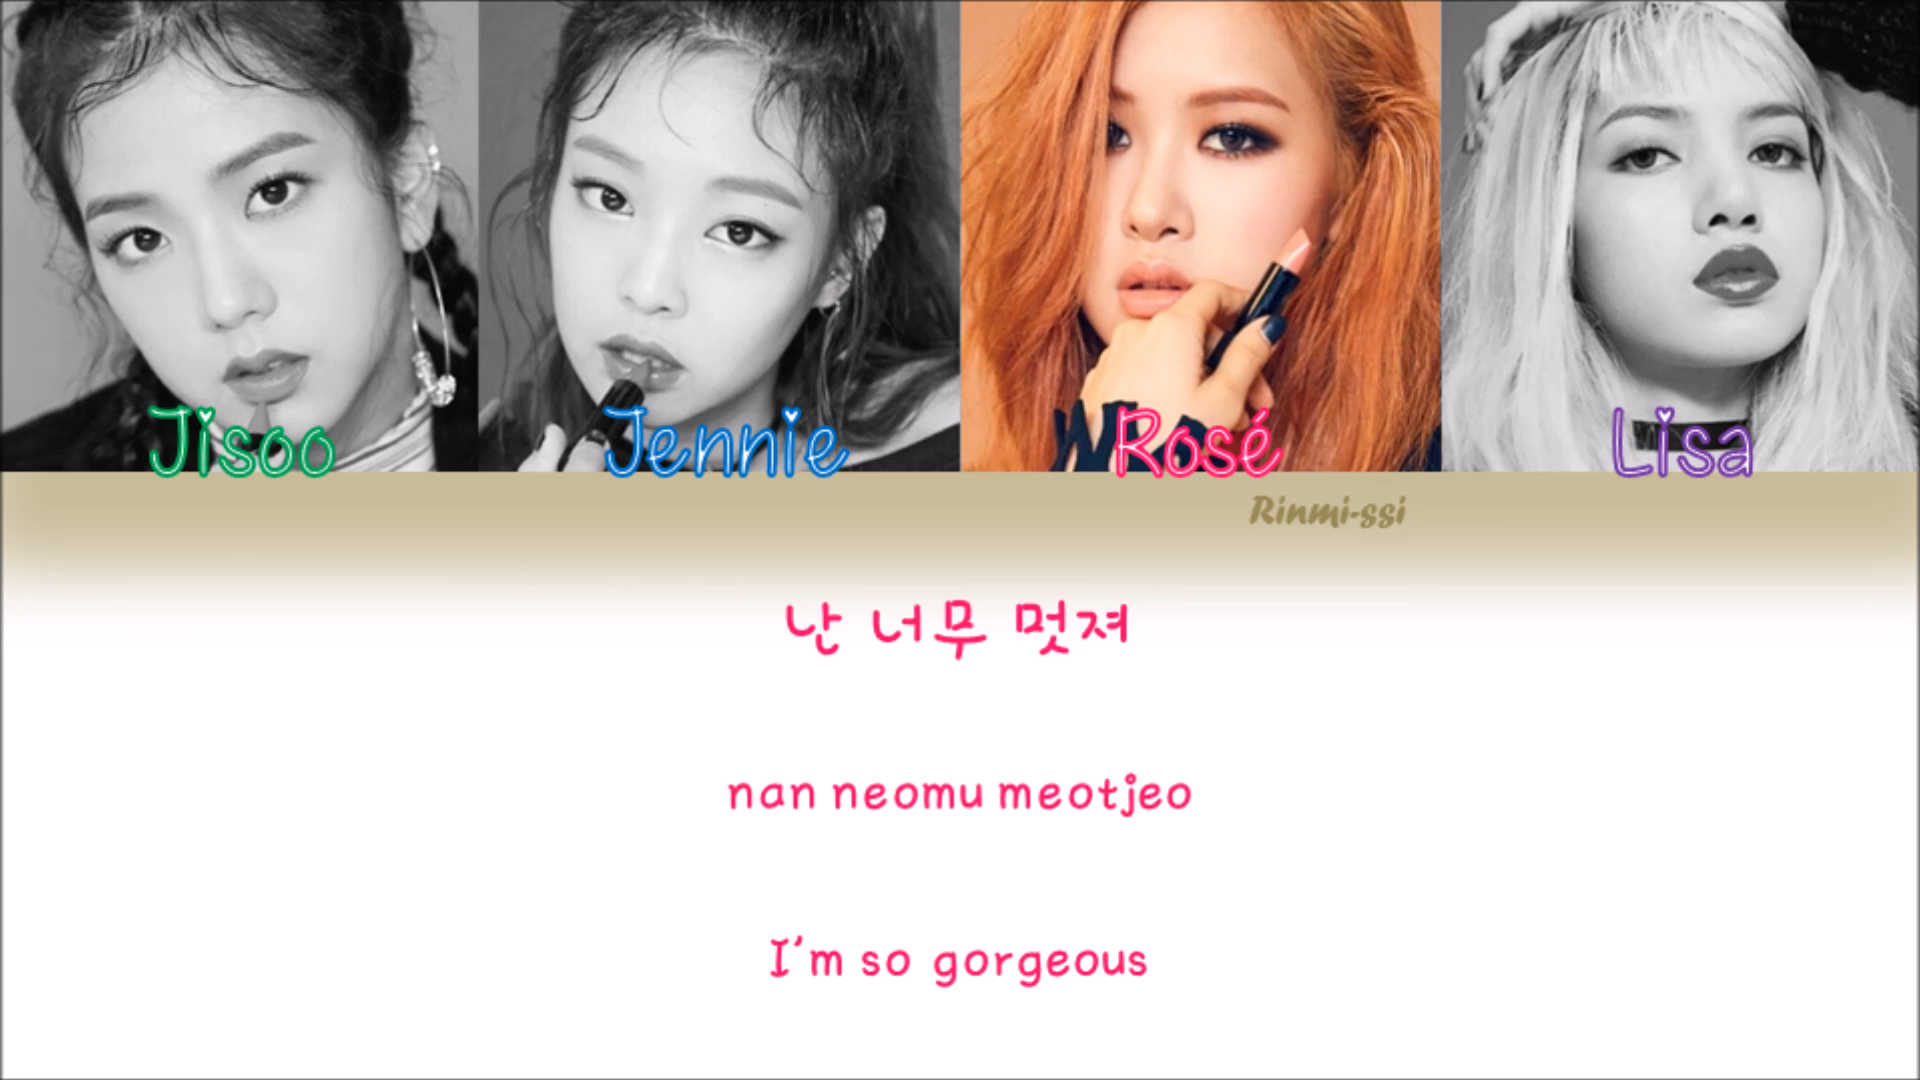 Jisoo
Jennie
Rosé
Lisa
Rinmi-ssi
난 너무 멋져
nan neomu meotjeo
I'm so gorgeous